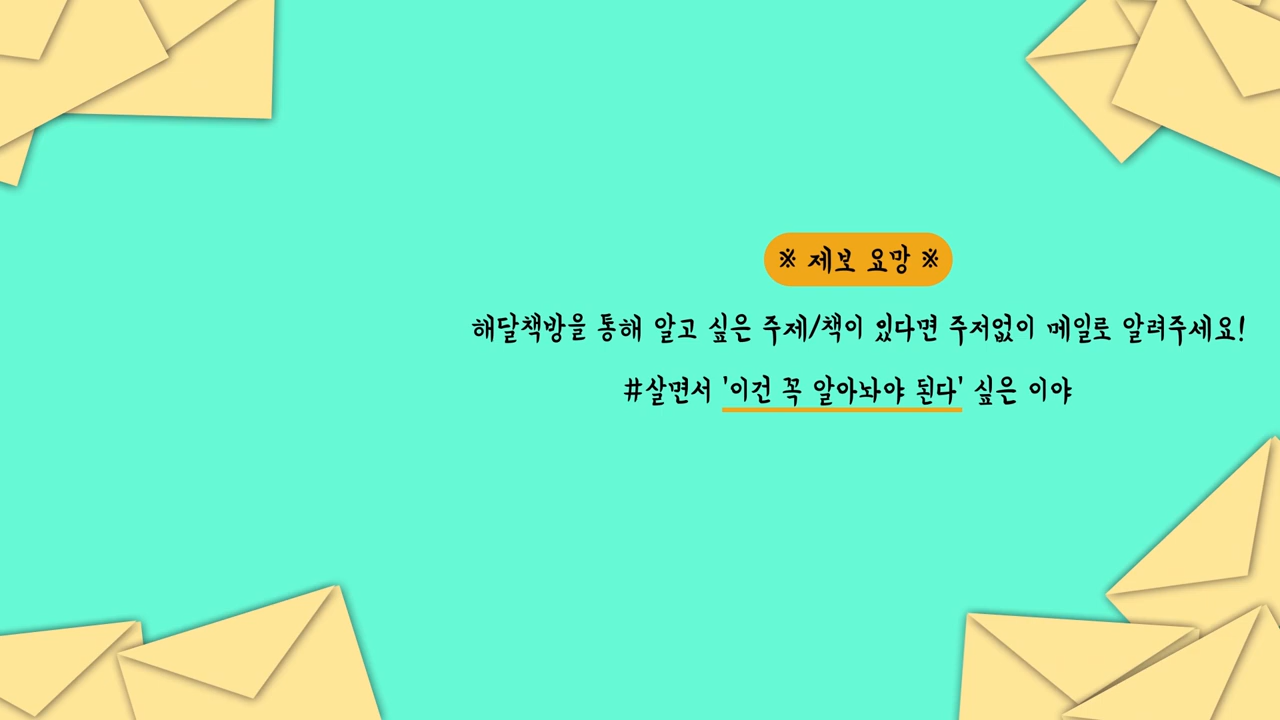 ※ 제보 요망 ※
해달책방을 통해 알고 싶은 주제/책이 있다면 주저없이 메일로 알려주세요!
#살면서 '이건 꼭 알아놔야 된다' 싶은 이야